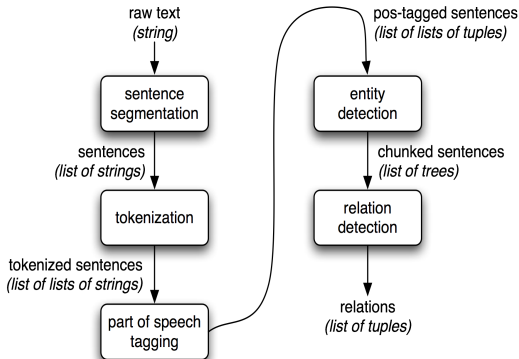 raw text
(string)
sentence
segmentation
sentences
(list of strings)
tokenization
tokenized sentences
(list of lists of strings)
part of speech
tagging
pos-tagged sentences
(list of lists of tuples)
entity
detection
chunked sentences
(list of trees)
relation
detection
relations
(list of tuples)